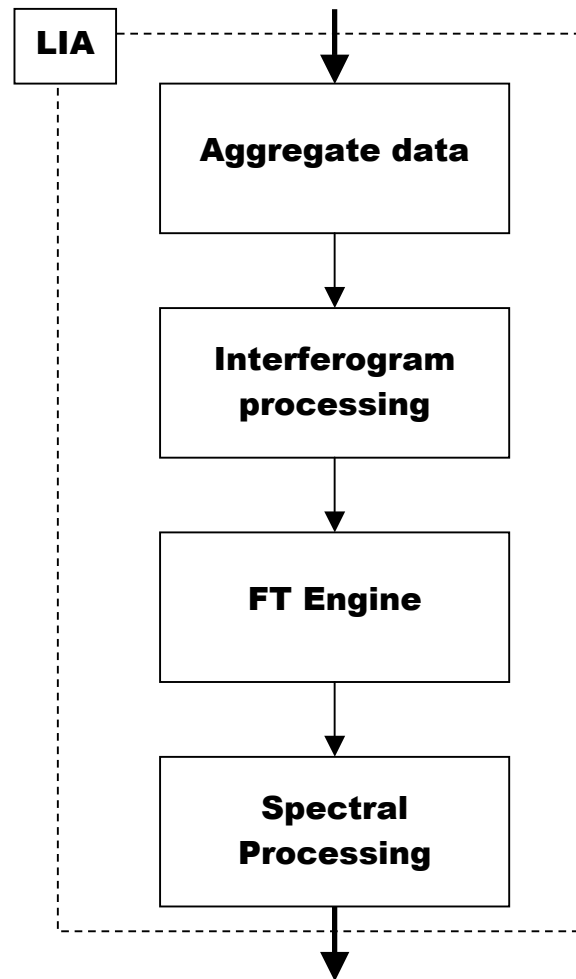 LIA
Aggregate data
Interferogram
processing
FT Engine
Spectral
Processing